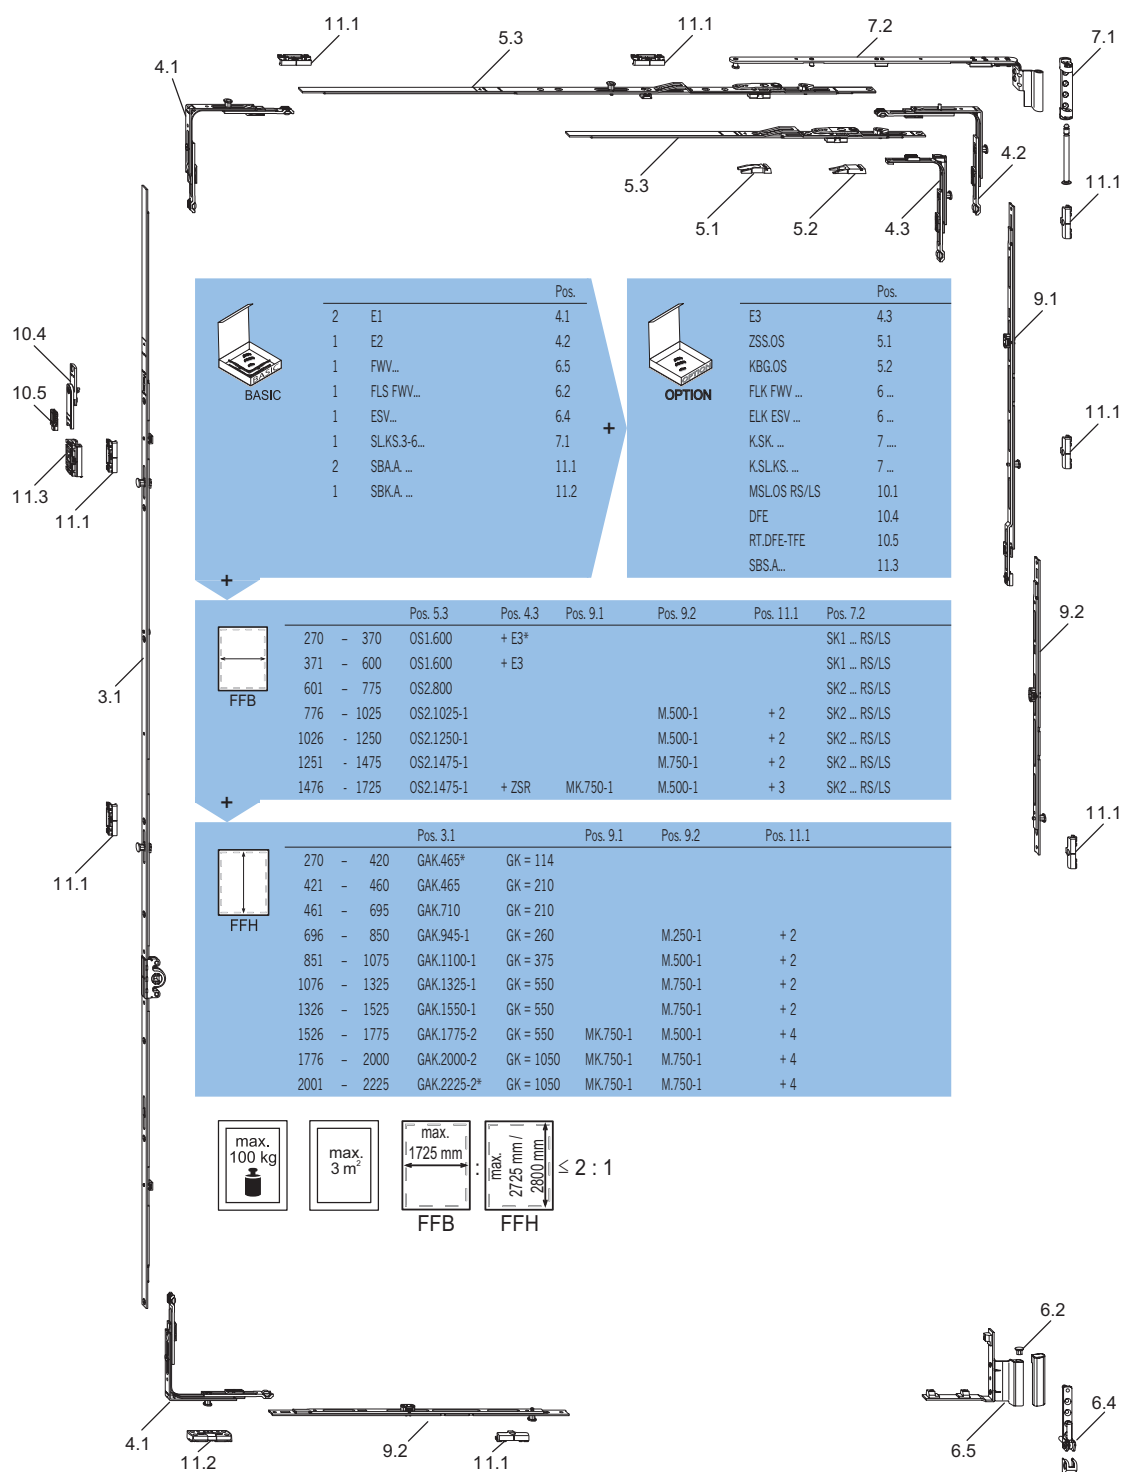 11.1
5.3
11.1
7.2
7.1
4.1
5.3
5.1
5.2
4.3
4.2
11.1
9.1
10.4
10.5
11.3
11.1
11.1
3.1
9.2
11.1
11.1
BASIC
Pos.
2 E1 4.1
1 E2 4.2
1 FWV... 6.5
1 FLS FWV... 6.2
1 ESV... 6.4
1 SL.KS.3-6... 7.1
2 SBA.A. ... 11.1
1 SBK.A. ... 11.2
+
OPTION
Pos.
E3 4.3
ZSS.OS 5.1
KBG.OS 5.2
FLK FWV ... 6 ...
ELK ESV ... 6 ...
K.SK. ... 7 ....
K.SL.KS. ... 7 ...
MSL.OS RS/LS 10.1
DFE 10.4
RT.DFE-TFE 10.5
SBS.A... 11.3
+
FFB
Pos. 5.3 Pos. 4.3 Pos. 9.1 Pos. 9.2 Pos. 11.1 Pos. 7.2
270 – 370 OS1.600 + E3* SK1 ... RS/LS
371 – 600 OS1.600 + E3 SK1 ... RS/LS
601 – 775 OS2.800 SK2 ... RS/LS
776 – 1025 OS2.1025-1 M.500-1 + 2 SK2 ... RS/LS
1026 - 1250 OS2.1250-1 M.500-1 + 2 SK2 ... RS/LS
1251 - 1475 OS2.1475-1 M.750-1 + 2 SK2 ... RS/LS
1476 - 1725 OS2.1475-1 + ZSR MK.750-1 M.500-1 + 3 SK2 ... RS/LS
+
FFH
Pos. 3.1 Pos. 9.1 Pos. 9.2 Pos. 11.1
270 – 420 GAK.465* GK = 114
421 – 460 GAK.465 GK = 210
461 – 695 GAK.710 GK = 210
696 – 850 GAK.945-1 GK = 260 M.250-1 + 2
851 – 1075 GAK.1100-1 GK = 375 M.500-1 + 2
1076 – 1325 GAK.1325-1 GK = 550 M.750-1 + 2
1326 – 1525 GAK.1550-1 GK = 550 M.750-1 + 2
1526 – 1775 GAK.1775-2 GK = 550 MK.750-1 M.500-1 + 4
1776 – 2000 GAK.2000-2 GK = 1050 MK.750-1 M.750-1 + 4
2001 – 2225 GAK.2225-2* GK = 1050 MK.750-1 M.750-1 + 4
max.
100 kg
max.
3 m²
max.
1725 mm
FFB
:
max.
2725 mm /
2800 mm
FFH
≤ 2 : 1
4.1
11.2
9.2
11.1
6.2
6.5
6.4